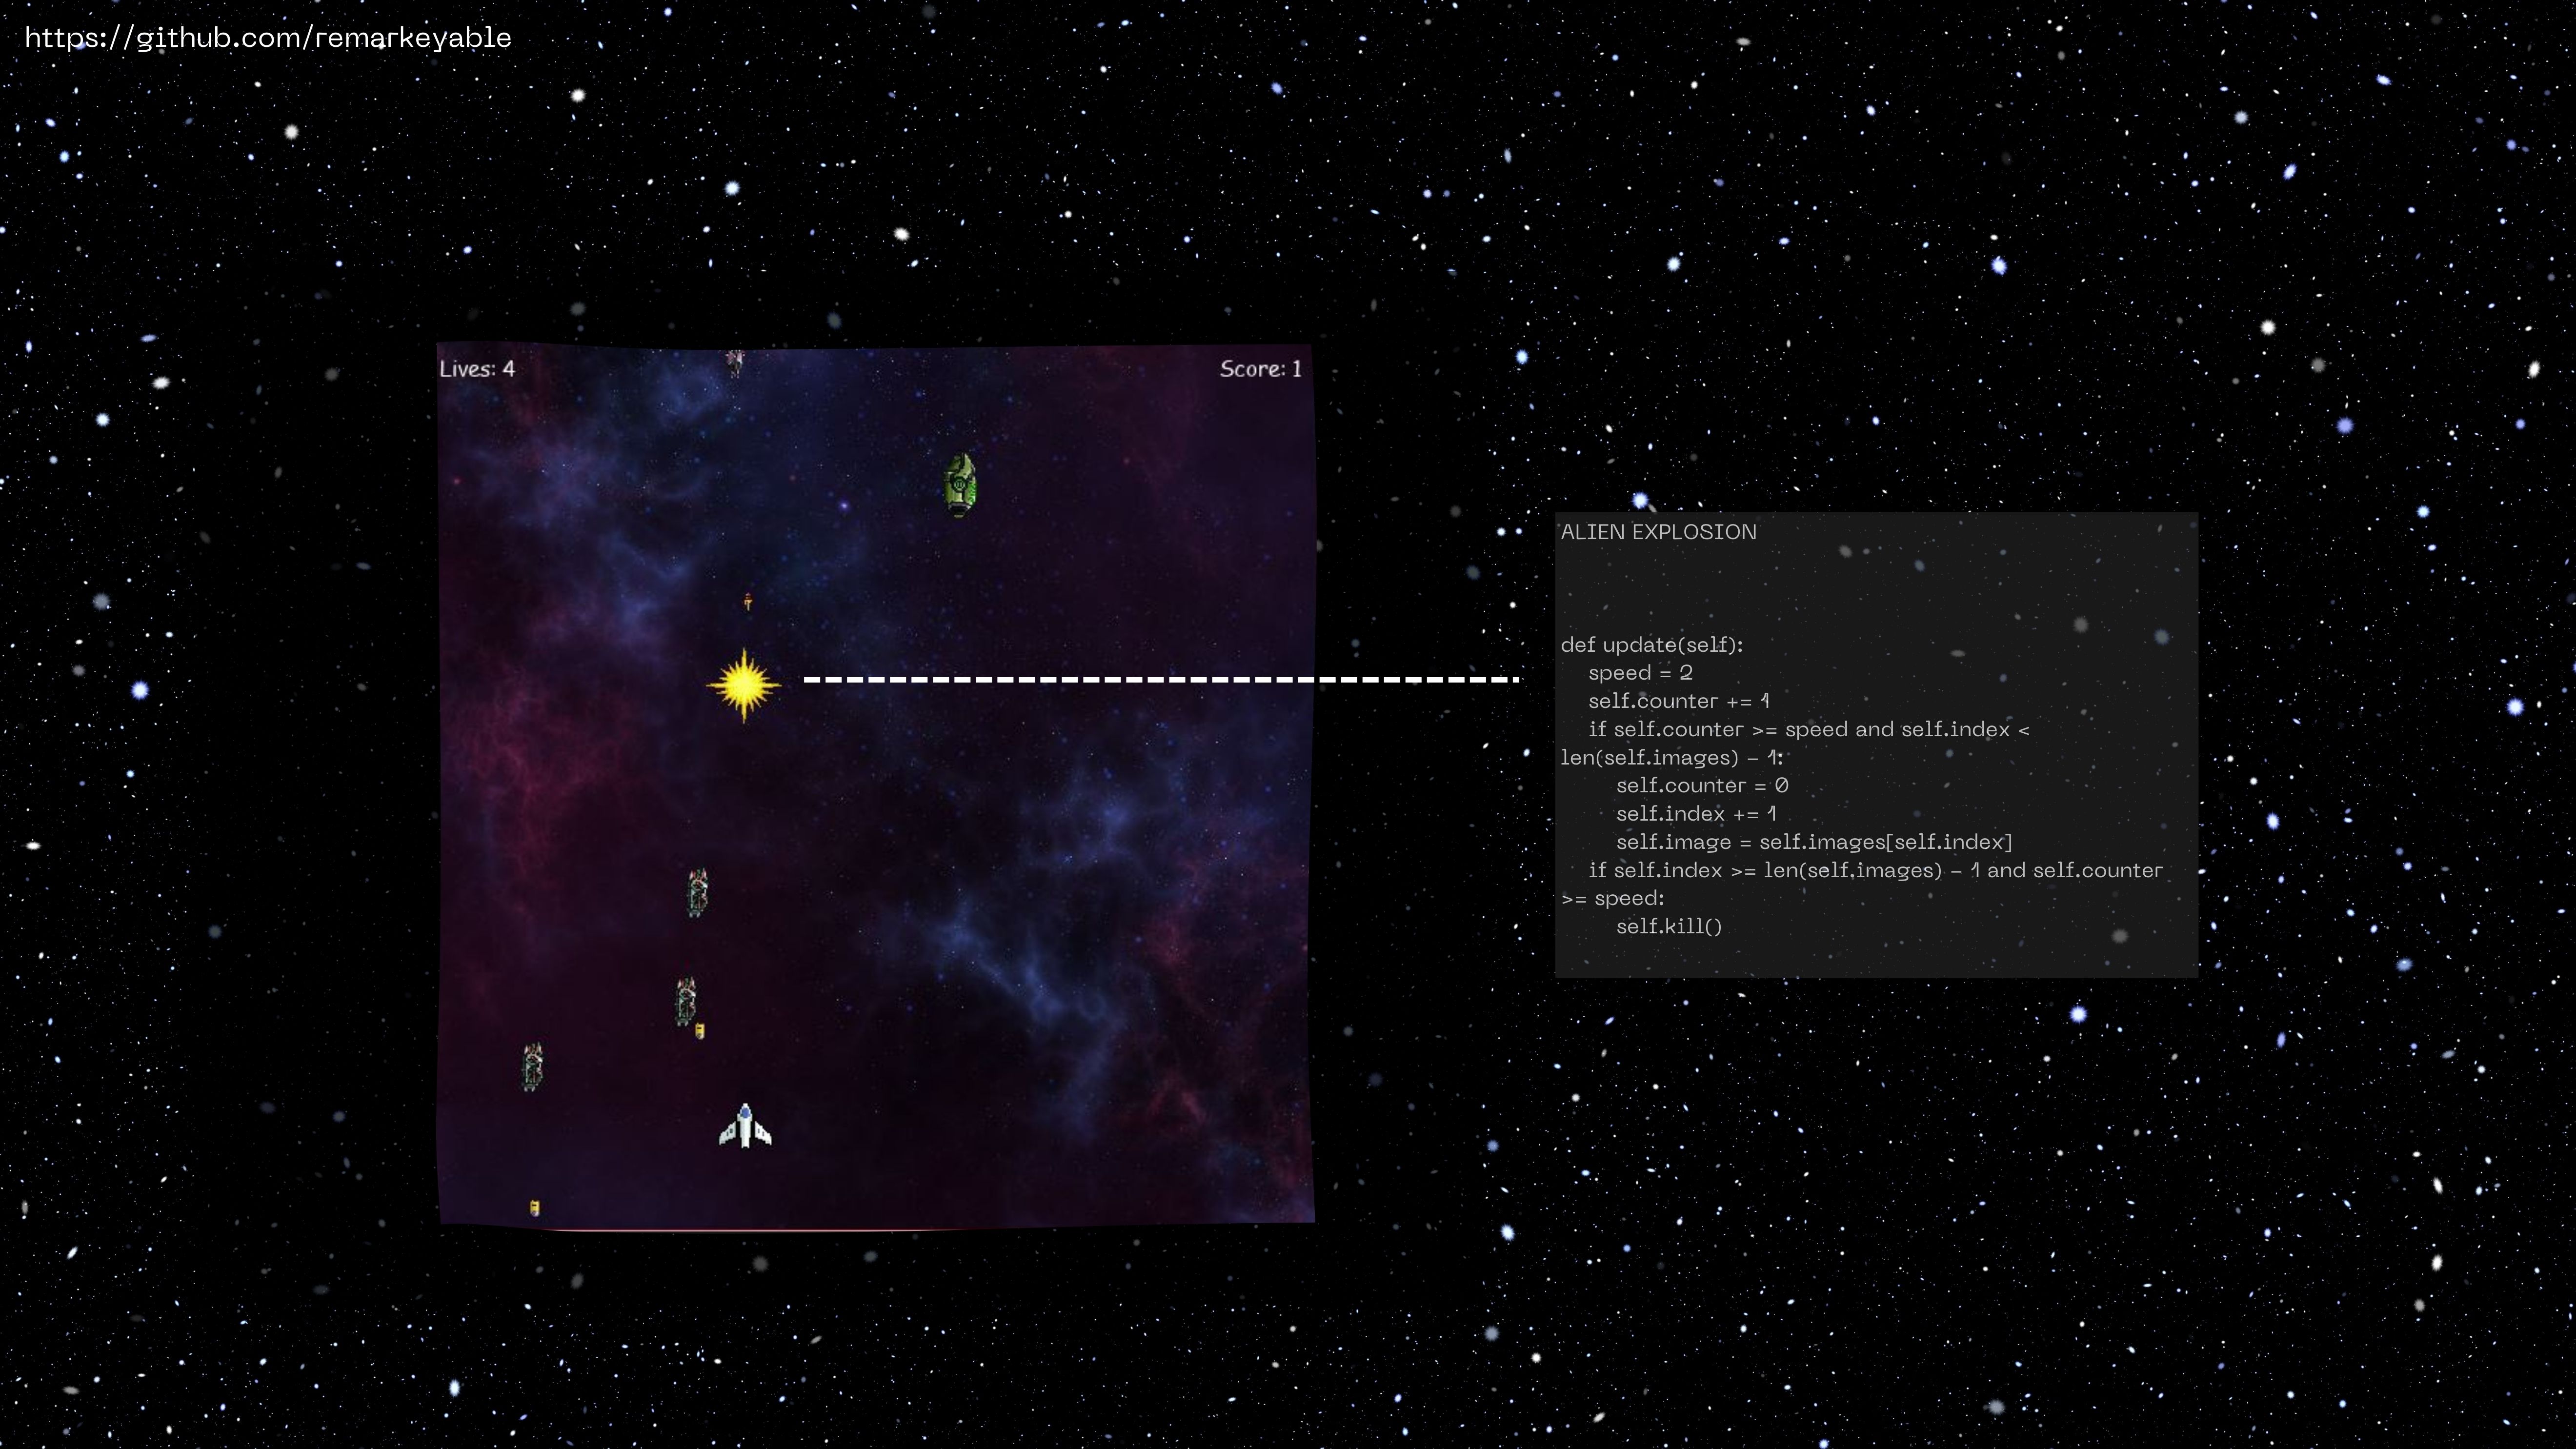 https://github.com/remarkeyable
Lives: 4
Score: 1
ALIEN EXPLOSION
def update(self):
speed = 2
self.counter += 1
if self.counter >= speed and self.index <
len(self.images) - 1:
self.counter = 0
self.index += 1
self.image = self.images[self.index]
if self.index >= len(self.images) - 1 and self.counter
>= speed:
self.kill()